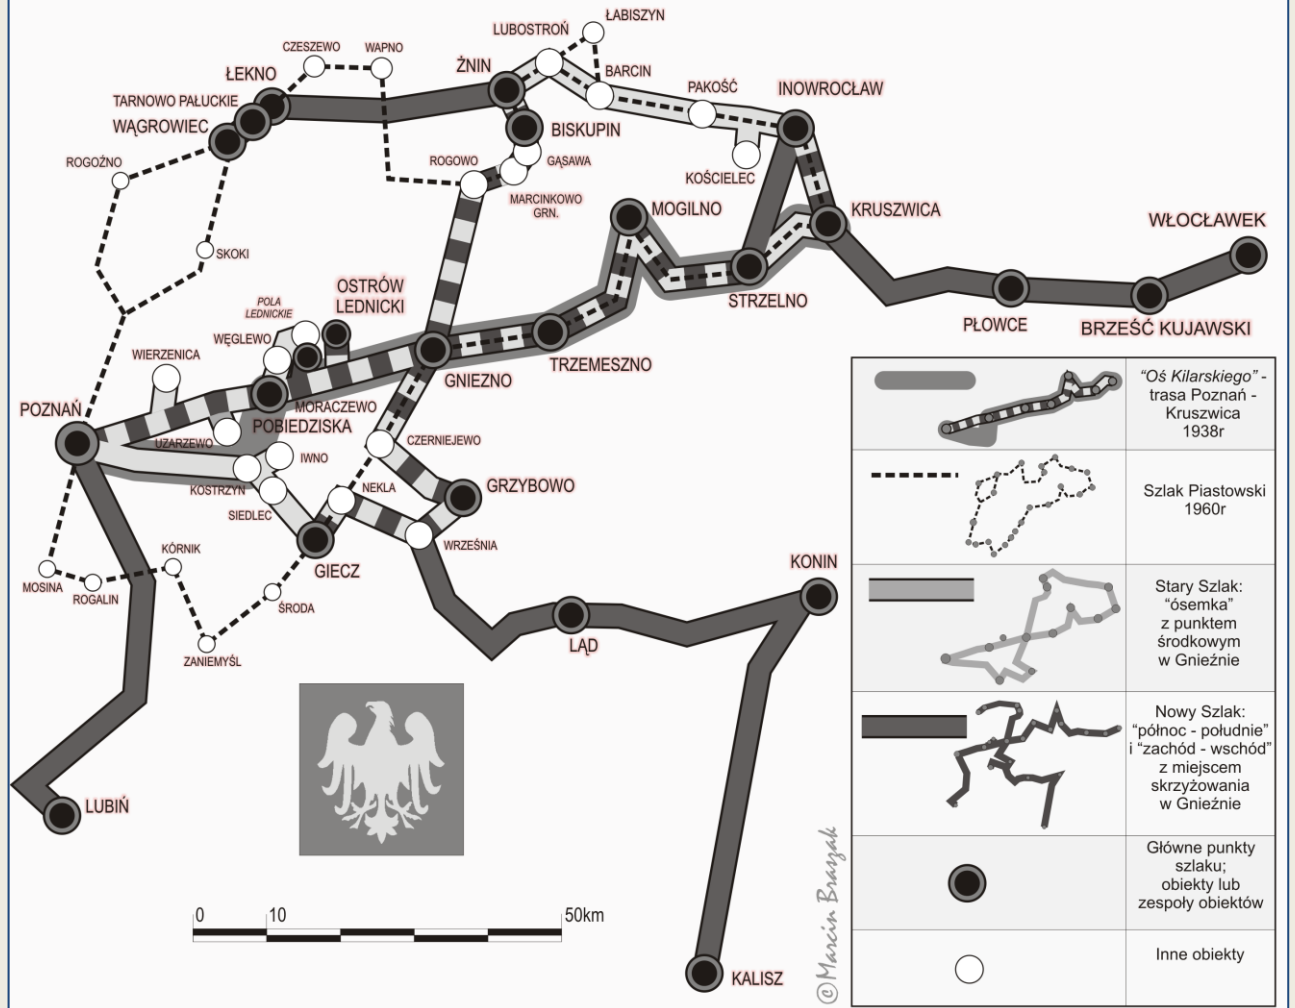 ŁABISZYN
LUBOSTROŃ
CZESZEWO
WAPNO
ŻNIN
BARCIN
ŁEKNO
PAKOŚĆ
INOWROCŁAW
TARNOWO PAŁUCKIE
WĄGROWIEC
BISKUPIN
ROGOŹNO
ROGOWO
GĄSAWA
KOŚCIELEC
MARCINKOWO
GRN.
MOGILNO
KRUSZWICA
WŁOCŁAWEK
SKOKI
OSTRÓW
LEDNICKI
POLA
LEDNICKIE
STRZELNO
PŁOWCE
BRZEŚĆ KUJAWSKI
WĘGLEWO
WIERZENICA
TRZEMESZNO
GNIEZNO
POZNAŃ
MORACZEWO
POBIEDZISKA
UZARZEWO
CZERNIEJEWO
IWNO
KOSTRZYN
NEKLA
GRZYBOWO
SIEDLEC
WRZEŚNIA
KÓRNIK
GIECZ
KONIN
MOSINA
ROGALIN
ŚRODA
ZANIEMYŚL
LĄD
LUBIŃ
KALISZ
0 10 50km
©Marcin Braszak
“Oś Kilarskiego” -
trasa Poznań -
Kruszwica
1938r
Szlak Piastowski
1960r
Stary Szlak:
“ósemka”
z punktem
środkowym
w Gnieźnie
Nowy Szlak:
“północ - południe”
i “zachód - wschód”
z miejscem
skrzyżowania
w Gnieźnie
Główne punkty
szlaku;
obiekty lub
zespoły obiektów
Inne obiekty